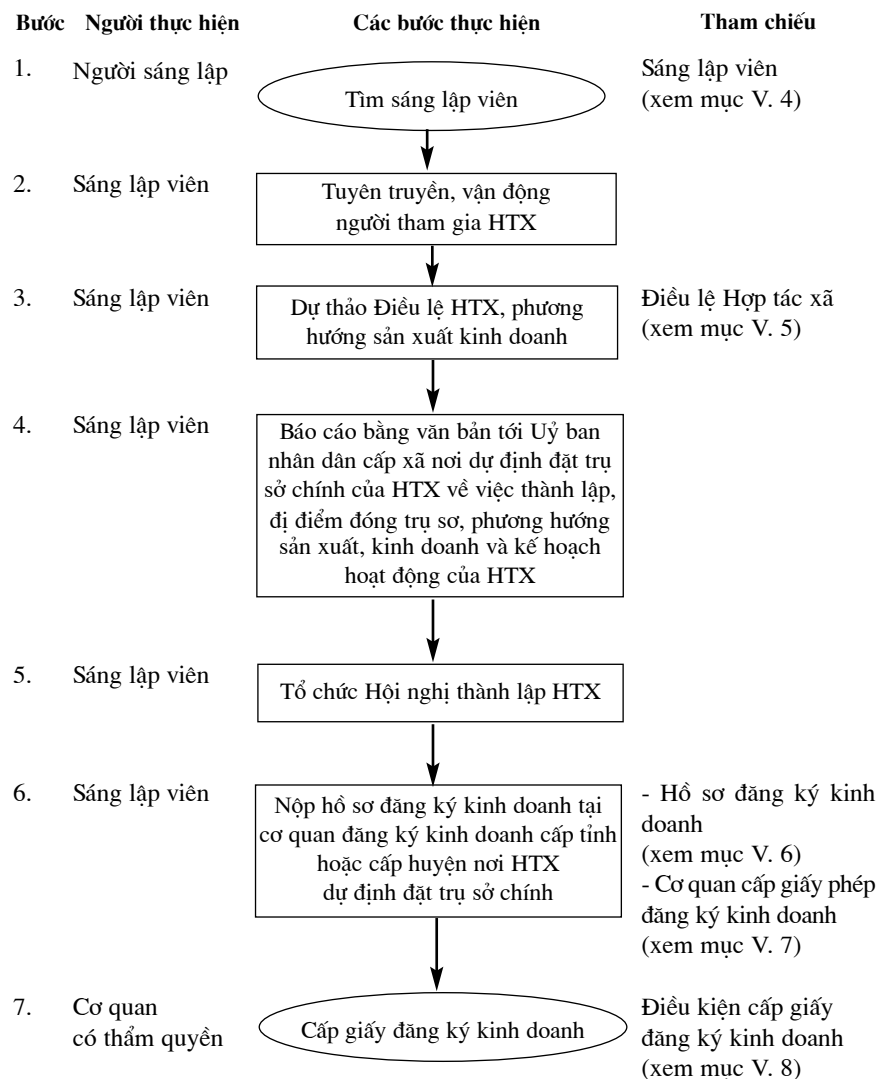 Bước Người thực hiện Các bước thực hiện Tham chiếu
1. Người sáng lập
Tìm sáng lập viên
Sáng lập viên
(xem mục V. 4)
2. Sáng lập viên
Tuyên truyền, vận động
người tham gia HTX
3. Sáng lập viên
Dự thảo Điều lệ HTX, phương
hướng sản xuất kinh doanh
Điều lệ Hợp tác xã
(xem mục V. 5)
4. Sáng lập viên
Báo cáo bằng văn bản tới Uỷ ban
nhân dân cấp xã nơi dự định đặt trụ
sở chính của HTX về việc thành lập,
đị điểm đóng trụ sơ, phương hướng
sản xuất, kinh doanh và kế hoạch
hoạt động của HTX
5. Sáng lập viên
Tổ chức Hội nghị thành lập HTX
6. Sáng lập viên
Nộp hồ sơ đăng ký kinh doanh tại
cơ quan đăng ký kinh doanh cấp tỉnh
hoặc cấp huyện nơi HTX
dự định đặt trụ sở chính
- Hồ sơ đăng ký kinh
doanh
(xem mục V. 6)
- Cơ quan cấp giấy phép
đăng ký kinh doanh
(xem mục V. 7)
7. Cơ quan
có thẩm quyền
Cấp giấy đăng ký kinh doanh
Điều kiện cấp giấy
đăng ký kinh doanh
(xem mục V. 8)